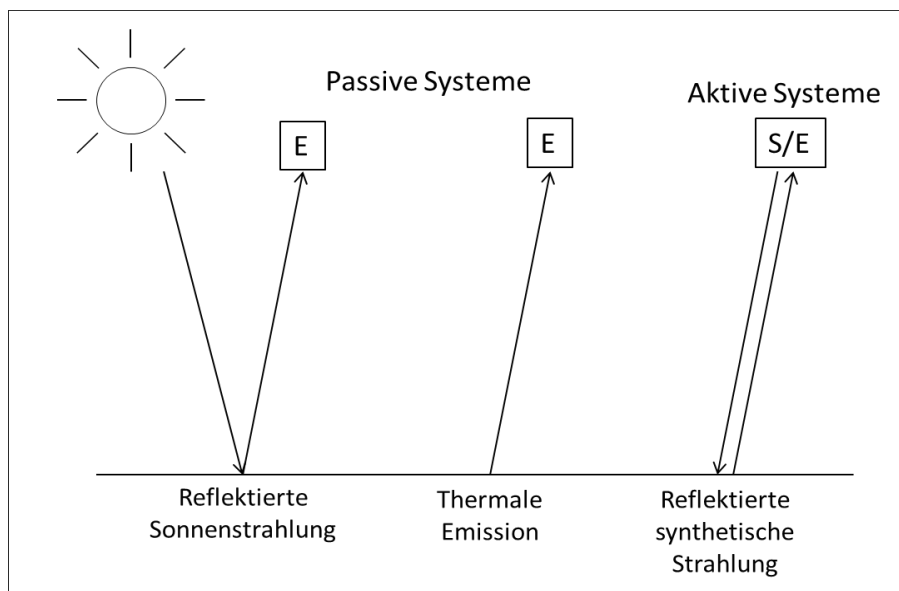 Passive Systeme
Aktive Systeme
E
E
S/E
Reflektierte
Sonnenstrahlung
Thermale
Emission
Reflektierte
synthetische
Strahlung